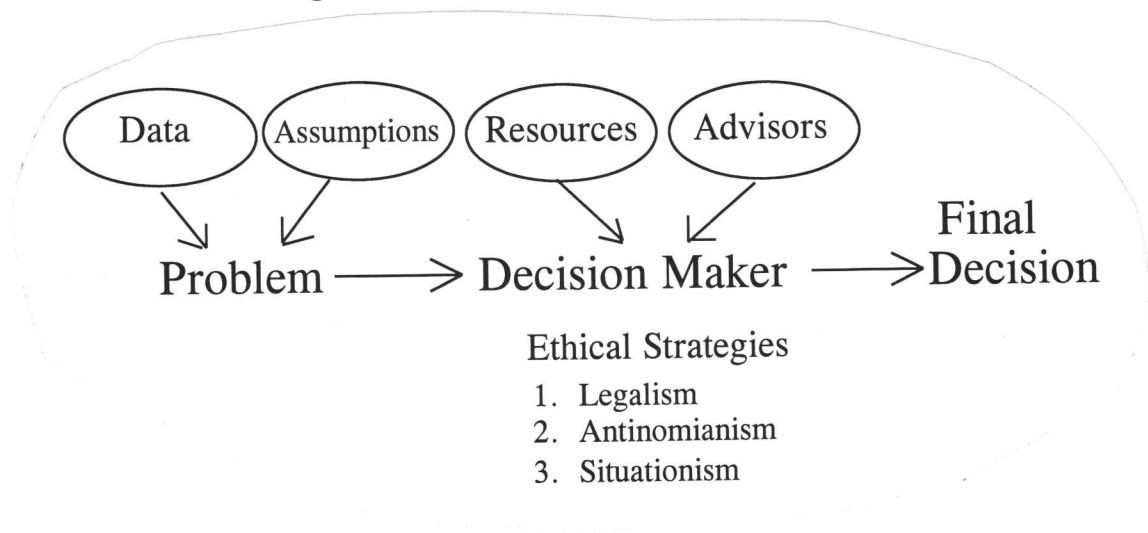 Data
Assumptions
Resources
Advisors
Problem
Decision Maker
Final
Decision
Ethical Strategies
1. Legalism
2. Antinomianism
3. Situationism